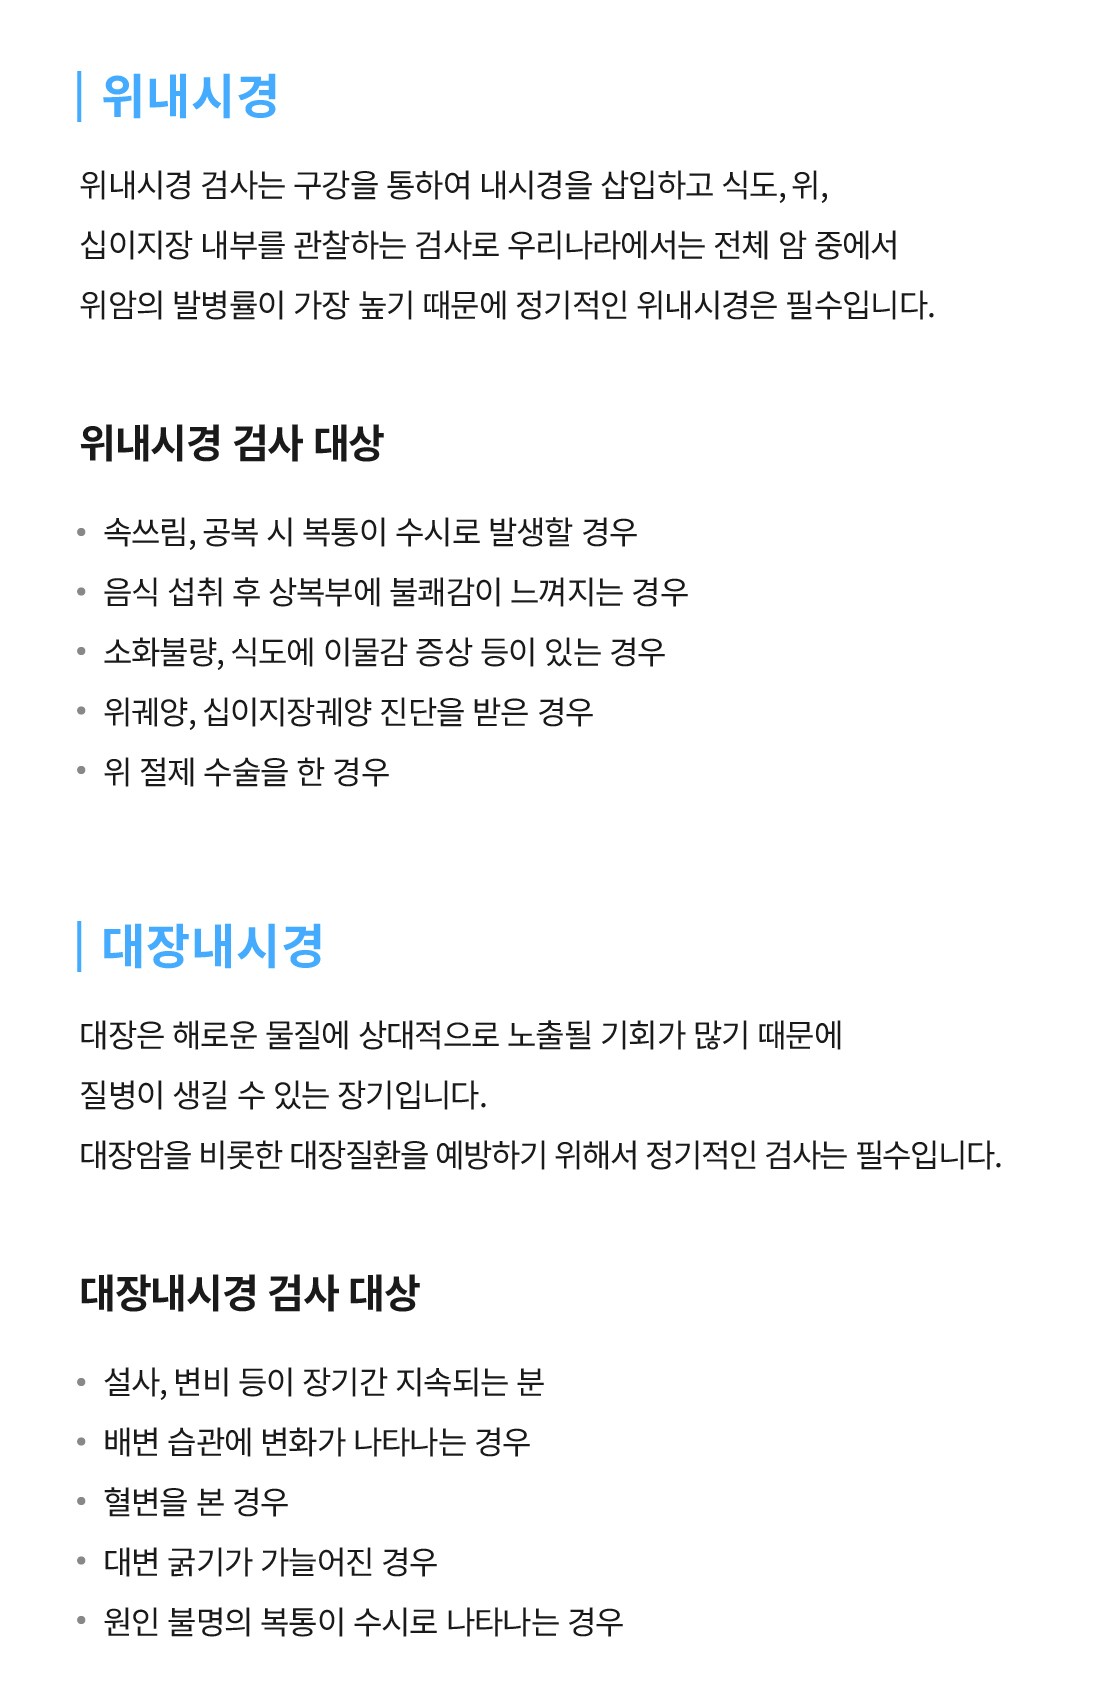 위내시경
위내시경 검사는 구강을 통하여 내시경을 삽입하고 식도, 위,
십이지장 내부를 관찰하는 검사로 우리나라에서는 전체 암 중에서
위암의 발병률이 가장 높기 때문에 정기적인 위내시경은 필수입니다.
위내시경 검사 대상
• 속쓰림, 공복 시 복통이 수시로 발생할 경우
• 음식 섭취 후 상복부에 불쾌감이 느껴지는 경우
• 소화불량, 식도에 이물감 증상 등이 있는 경우
• 위궤양, 십이지장궤양 진단을 받은 경우
• 위 절제 수술을 한 경우
대장내시경
대장은 해로운 물질에 상대적으로 노출될 기회가 많기 때문에
질병이 생길 수 있는 장기입니다.
대장암을 비롯한 대장질환을 예방하기 위해서 정기적인 검사는 필수입니다.
대장내시경 검사 대상
• 설사, 변비 등이 장기간 지속되는 분
• 배변 습관에 변화가 나타나는 경우
• 혈변을 본 경우
• 대변 굵기가 가늘어진 경우
• 원인 불명의 복통이 수시로 나타나는 경우